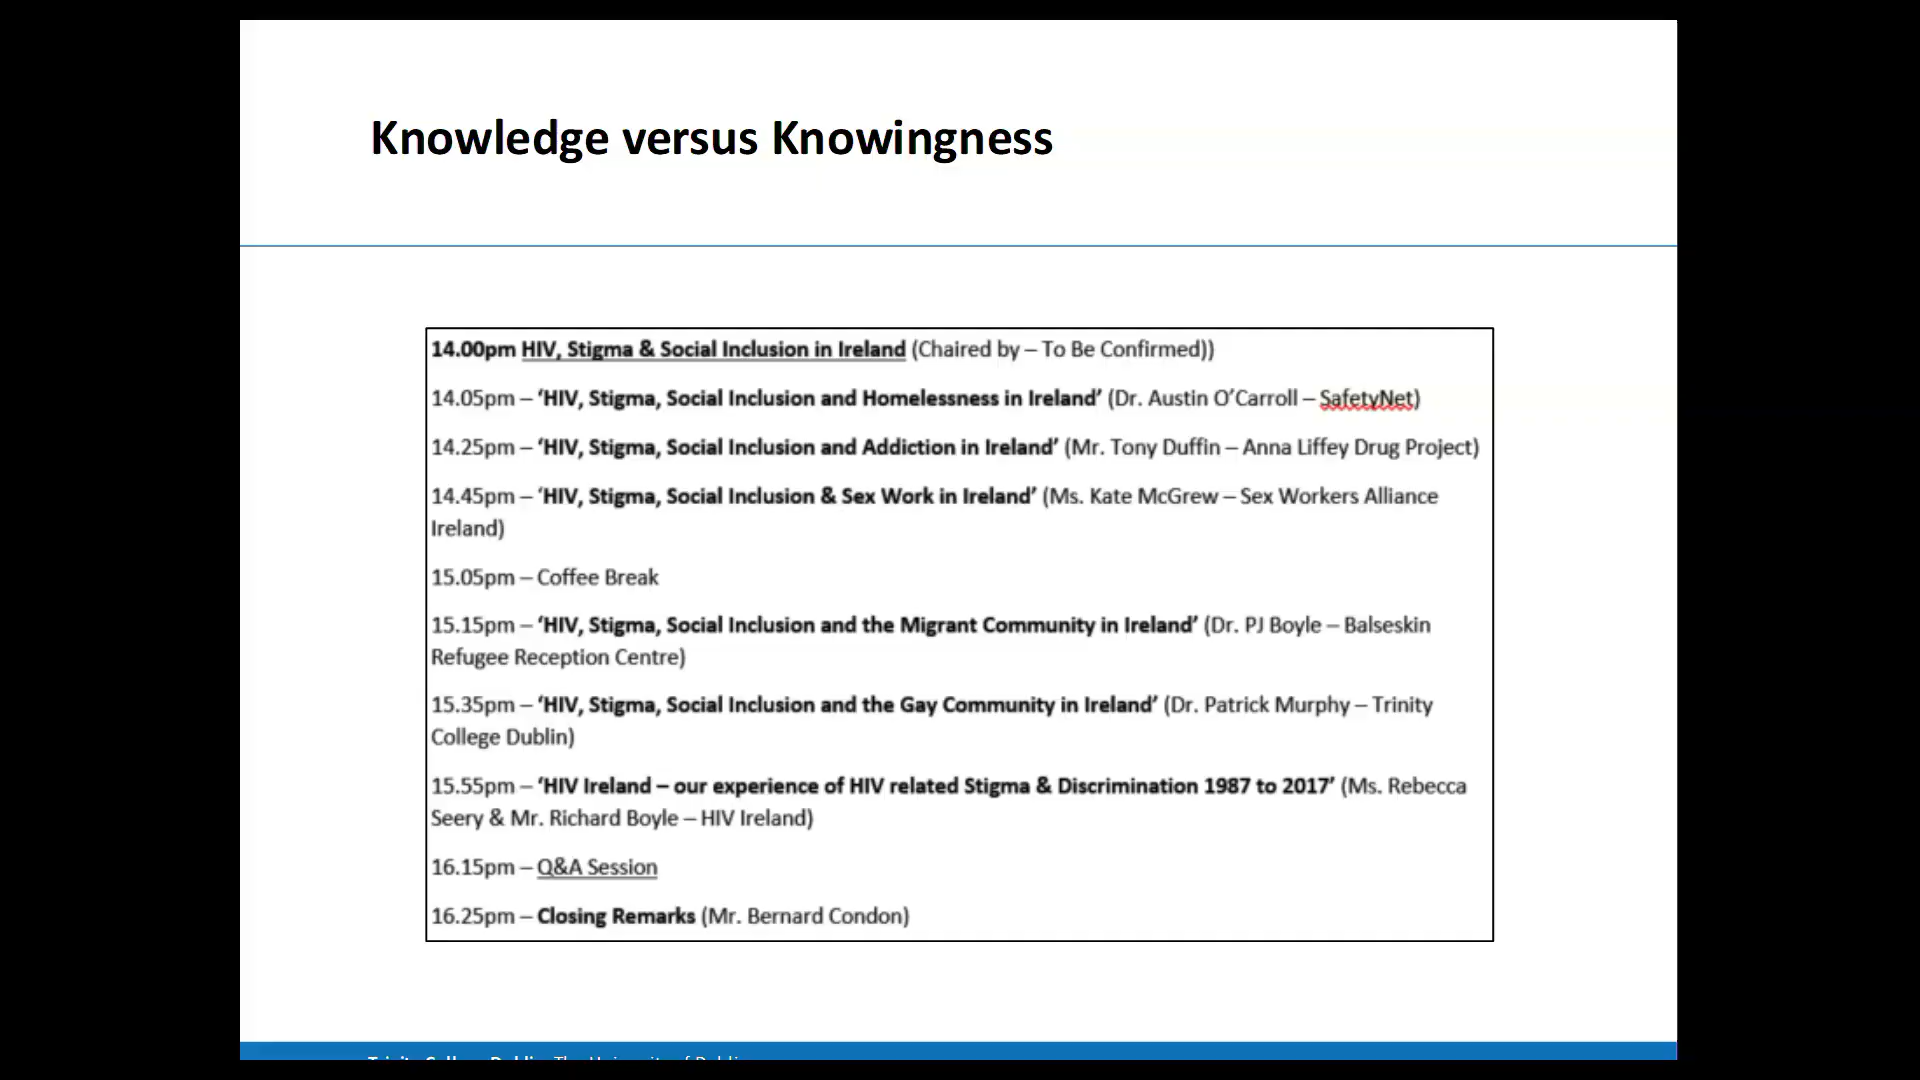 Knowledge versus Knowingness
14.00pm HIV, Stigma & Social Inclusion in Ireland (Chaired by – To Be Confirmed))
14.05pm – ‘HIV, Stigma, Social Inclusion and Homelessness in Ireland’ (Dr. Austin O’Carroll – SafetyNet)
14.25pm – ‘HIV, Stigma, Social Inclusion and Addiction in Ireland’ (Mr. Tony Duffin – Anna Liffey Drug Project)
14.45pm – ‘HIV, Stigma, Social Inclusion & Sex Work in Ireland’ (Ms. Kate McGrew – Sex Workers Alliance
Ireland)
15.05pm – Coffee Break
15.15pm – ‘HIV, Stigma, Social Inclusion and the Migrant Community in Ireland’ (Dr. PJ Boyle – Balseskin
Refugee Reception Centre)
15.35pm – ‘HIV, Stigma, Social Inclusion and the Gay Community in Ireland’ (Dr. Patrick Murphy – Trinity
College Dublin)
15.55pm – ‘HIV Ireland – our experience of HIV related Stigma & Discrimination 1987 to 2017’ (Ms. Rebecca
Seery & Mr. Richard Boyle – HIV Ireland)
16.15pm – Q&A Session
16.25pm – Closing Remarks (Mr. Bernard Condon)